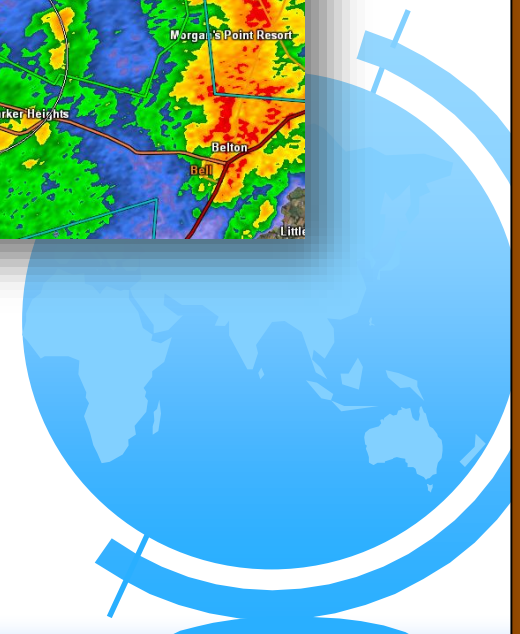 Morgan's Point Resort
rker Heights
Belton
Bell
Little